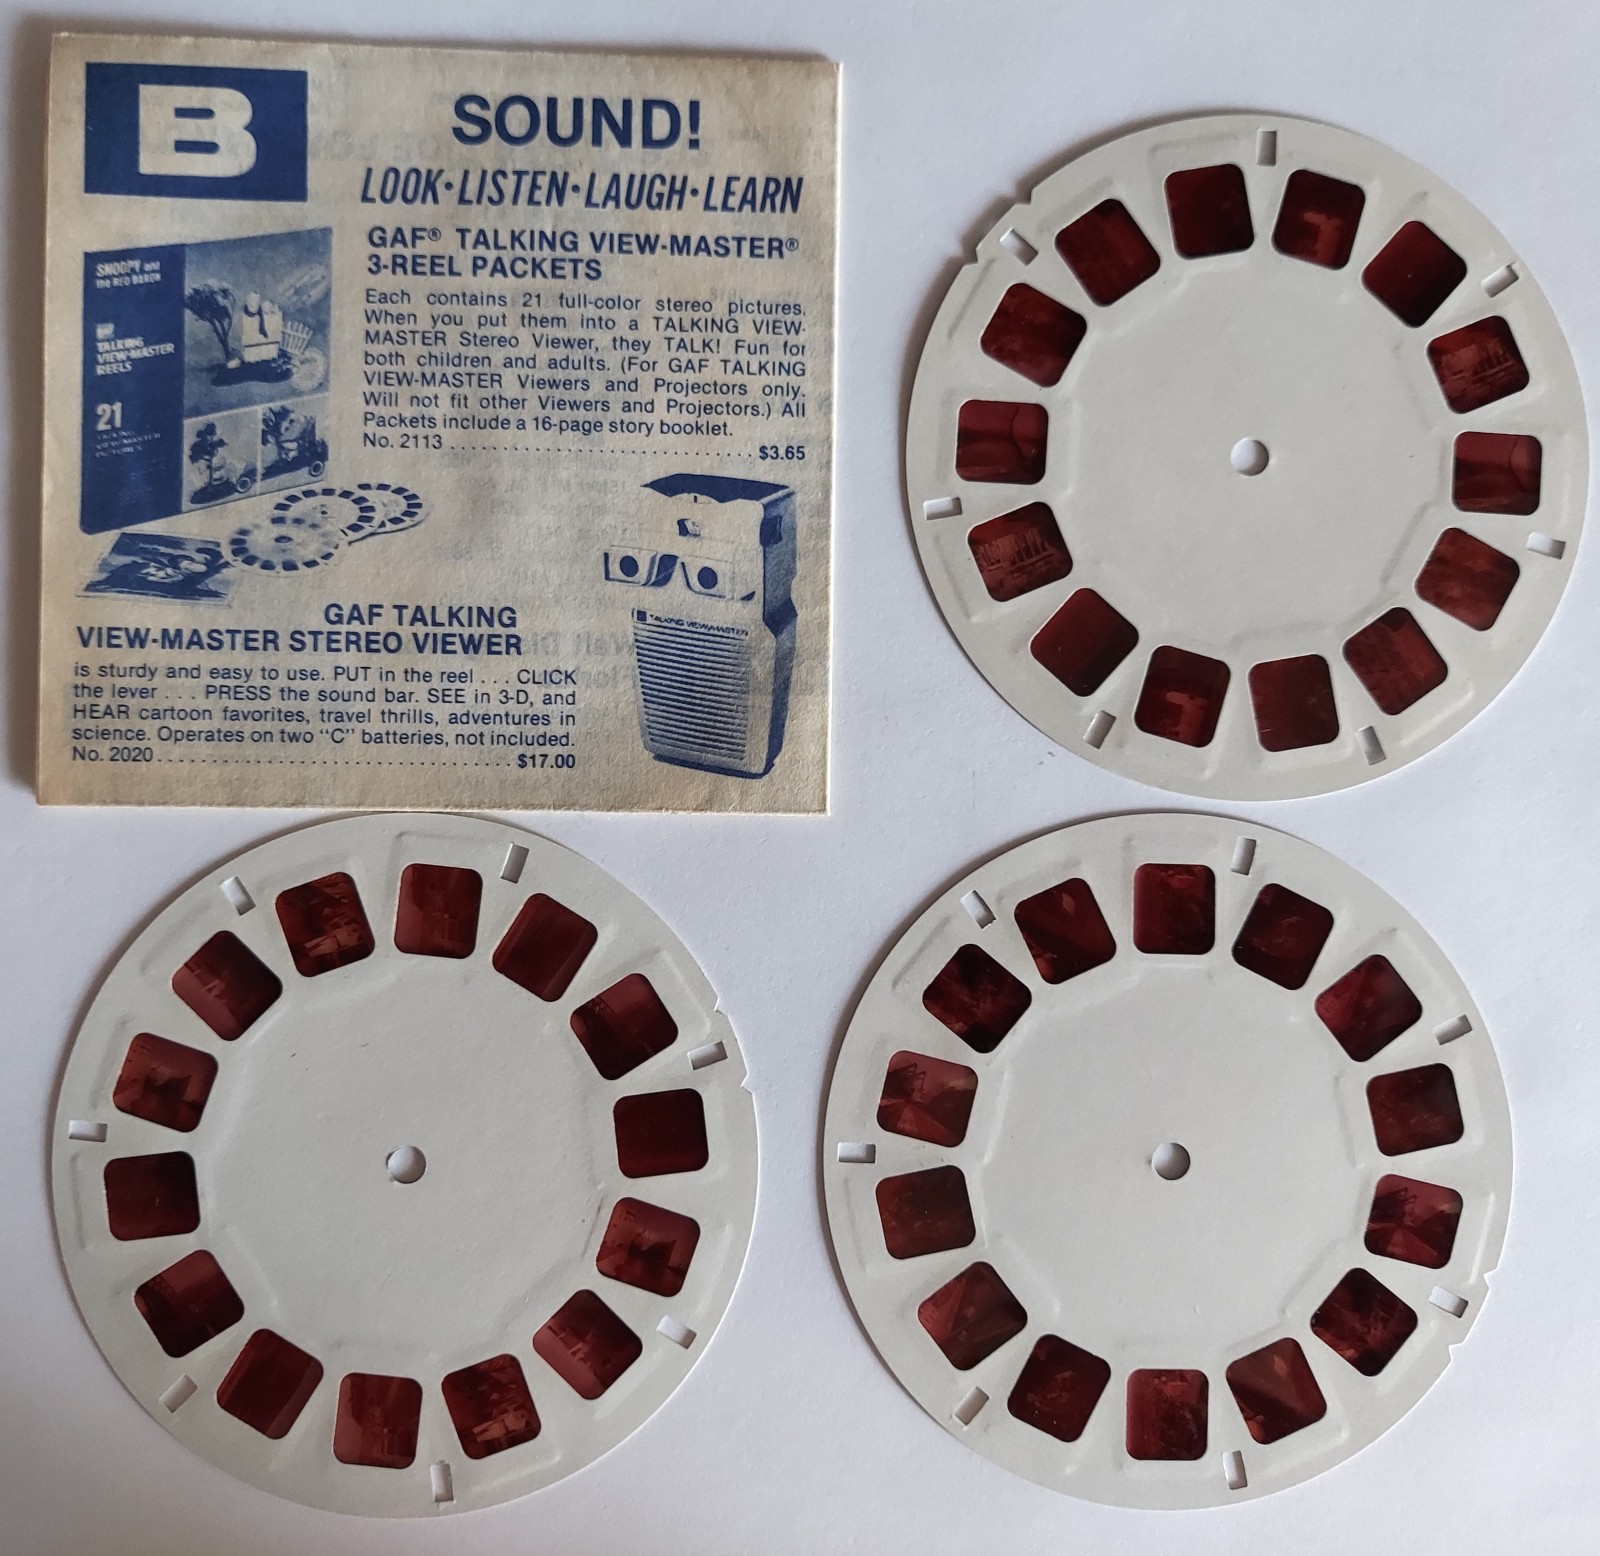 B
SOUND!
LOOK·LISTEN·LAUGH·LEARN
GAF® TALKING VIEW-MASTER®
3-REEL PACKETS
Each contains 21 full-color stereo pictures.
When you put them into a TALKING VIEW-
MASTER Stereo Viewer, they TALK! Fun for
both children and adults. (For GAF TALKING
VIEW-MASTER Viewers and Projectors only.
Will not fit other Viewers and Projectors.) All
Packets include a 16-page story booklet.
No. 2113 . . . . . . . . . . . . . . . . . . . . . . . . . . . . $3.65
SNOOPY and
the RED BARON
gaf
TALKING
VIEW-MASTER
REELS
21
TALKING
VIEW-MASTER
PICTURES
TALKING VIEW-MASTER
GAF TALKING
VIEW-MASTER STEREO VIEWER
is sturdy and easy to use. PUT in the reel . . . CLICK
the lever . . . PRESS the sound bar. SEE in 3-D, and
HEAR cartoon favorites, travel thrills, adventures in
science. Operates on two “C” batteries, not included.
No. 2020 . . . . . . . . . . . . . . . . . . . . . . . . . . . . . . . . $17.00